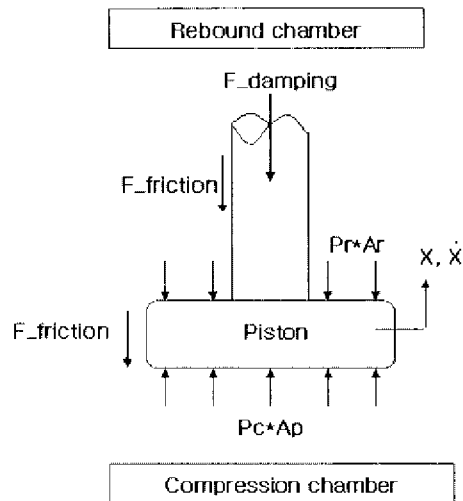 Rebound chamber
F_damping
F_friction
Pr*Ar
X, Ẋ
F_friction
Piston
Pc*Ap
Compression chamber